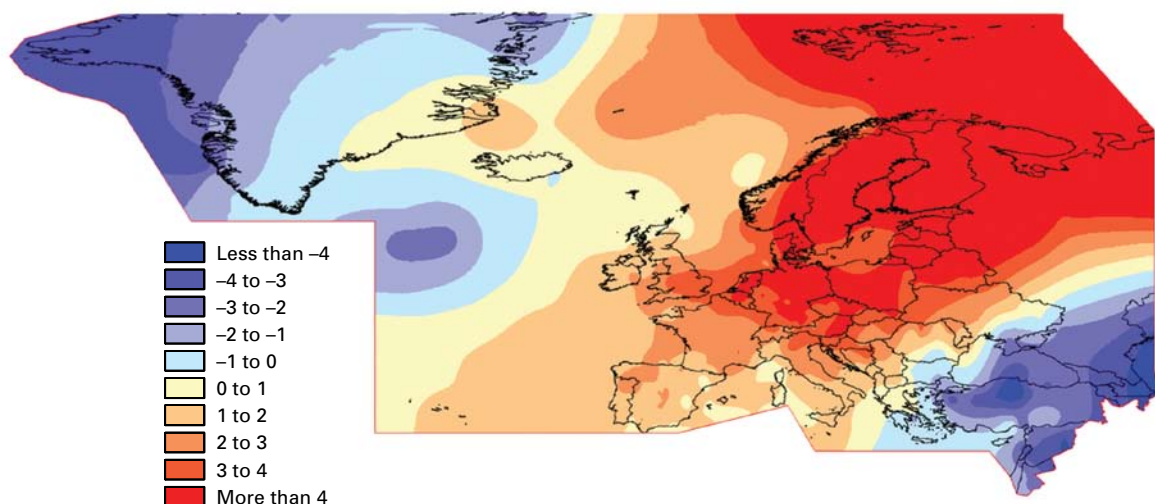 Less than –4
–4 to –3
–3 to –2
–2 to –1
–1 to 0
0 to 1
1 to 2
2 to 3
3 to 4
More than 4